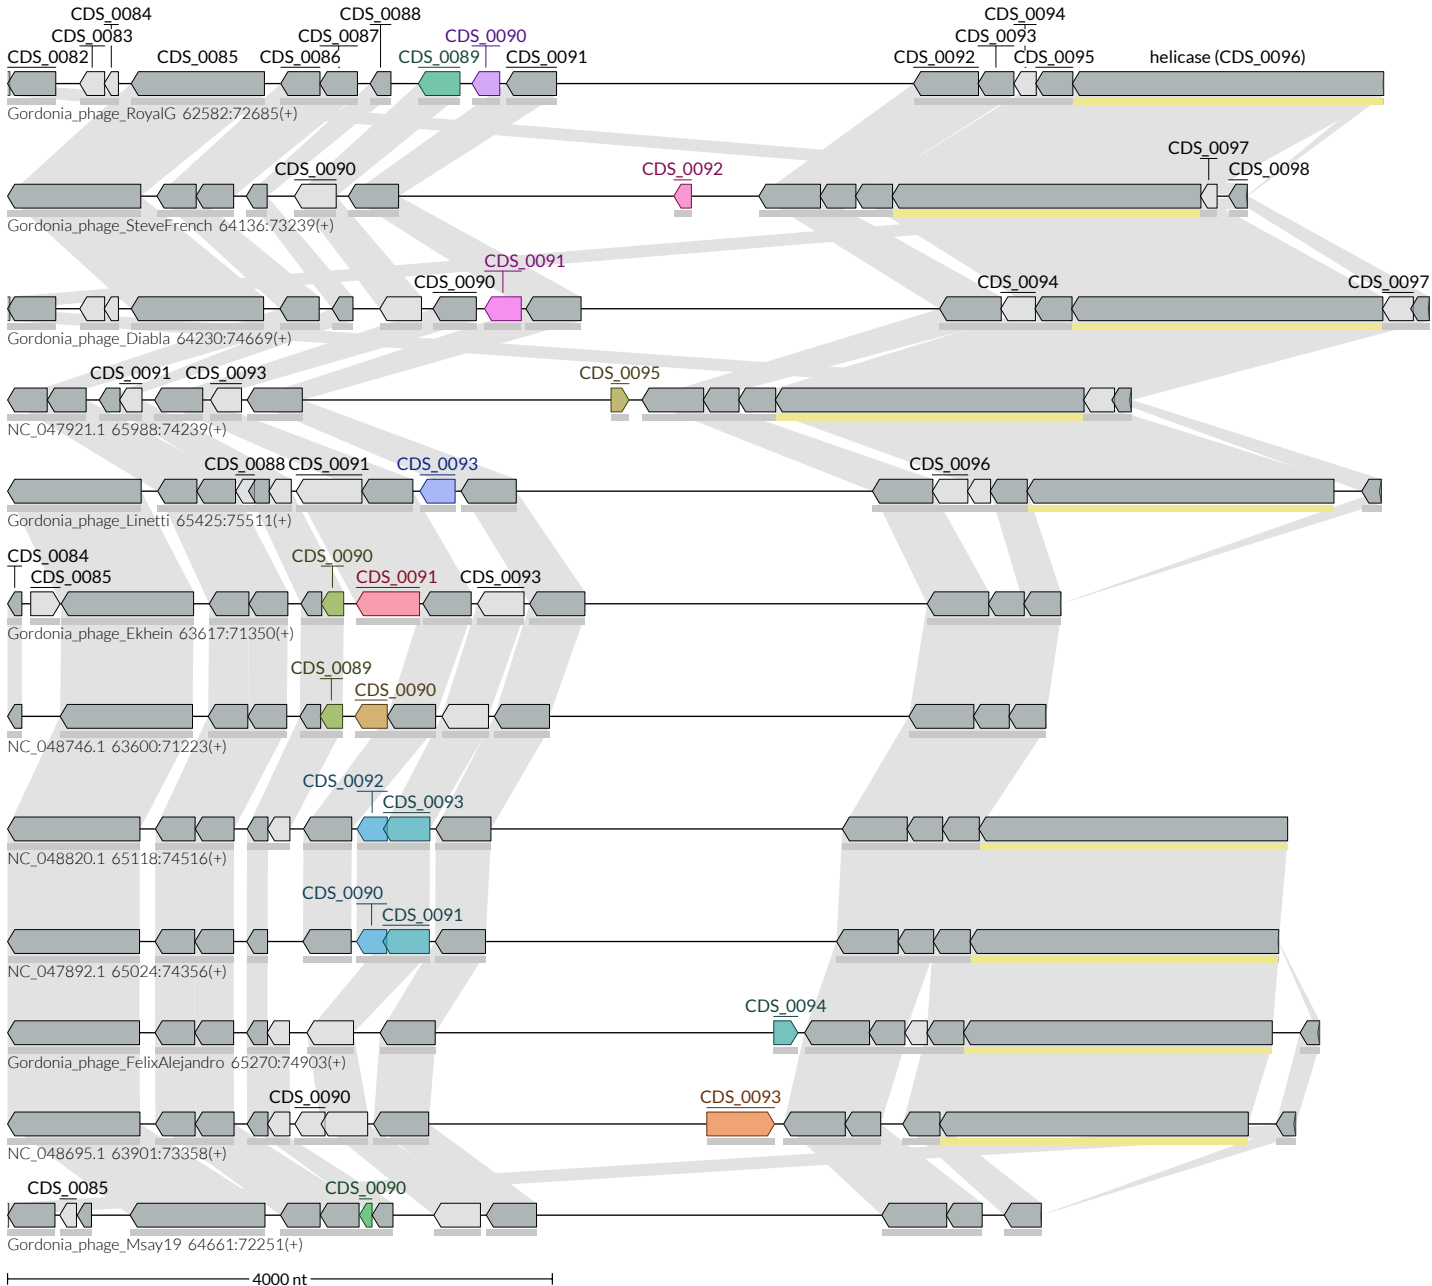 CDS_0084
CDS_0088
CDS_0094
CDS_0083
CDS_0087
CDS_0090
CDS_0093
CDS_0082
CDS_0085
CDS_0086
CDS_0089
CDS_0091
CDS_0092
CDS_0095
helicase (CDS_0096)
Gordonia_phage_RoyalG 62582:72685(+)
CDS_0097
CDS_0090
CDS_0092
CDS_0098
Gordonia_phage_SteveFrench 64136:73239(+)
CDS_0091
CDS_0090
CDS_0094
CDS_0097
Gordonia_phage_Diabla 64230:74669(+)
CDS_0091
CDS_0093
CDS_0095
NC_047921.1 65988:74239(+)
CDS_0088
CDS_0091
CDS_0093
CDS_0096
Gordonia_phage_Linetti 65425:75511(+)
CDS_0084
CDS_0090
CDS_0085
CDS_0091
CDS_0093
Gordonia_phage_Ekhein 63617:71350(+)
CDS_0089
CDS_0090
NC_048746.1 63600:71223(+)
CDS_0092
CDS_0093
NC_048820.1 65118:74516(+)
CDS_0090
CDS_0091
NC_047892.1 65024:74356(+)
CDS_0094
Gordonia_phage_FelixAlejandro 65270:74903(+)
CDS_0090
CDS_0093
NC_048695.1 63901:73358(+)
CDS_0085
CDS_0090
Gordonia_phage_Msay19 64661:72251(+)
4000 nt